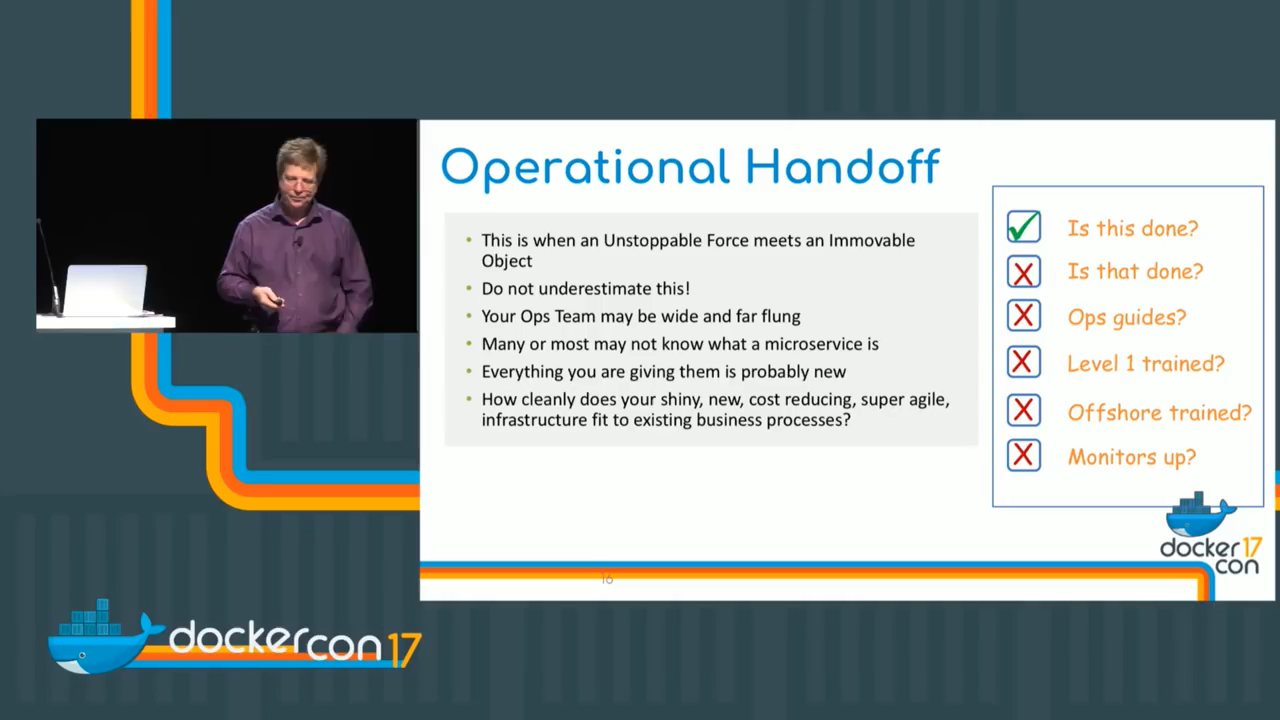 Operational Handoff
• This is when an Unstoppable Force meets an Immovable
Object
• Do not underestimate this!
• Your Ops Team may be wide and far flung
• Many or most may not know what a microservice is
• Everything you are giving them is probably new
• How cleanly does your shiny, new, cost reducing, super agile,
infrastructure fit to existing business processes?
Is this done?
Is that done?
Ops guides?
Level 1 trained?
Offshore trained?
Monitors up?
docker 17
con
16
dockercon 17